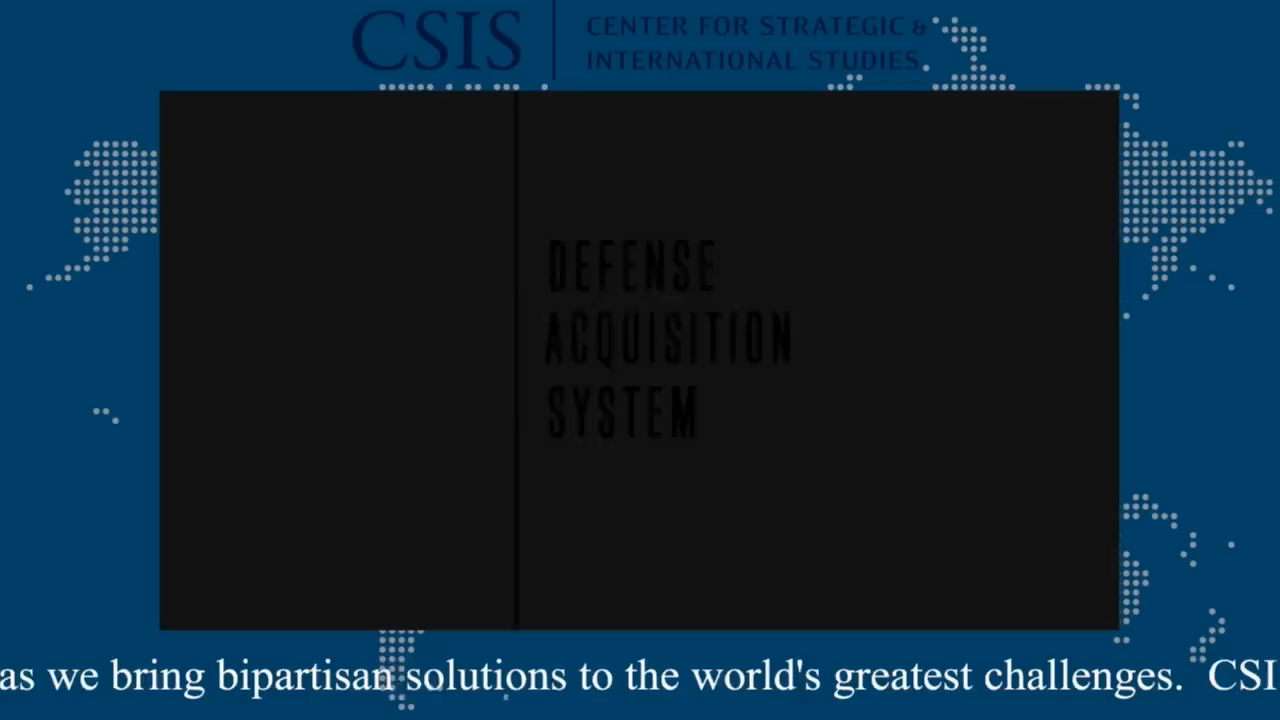 CSIS
CENTER FOR STRATEGIC &
INTERNATIONAL STUDIES
DEFENSE
ACQUISITION
SYSTEM
as we bring bipartisan solutions to the world's greatest challenges. CSI